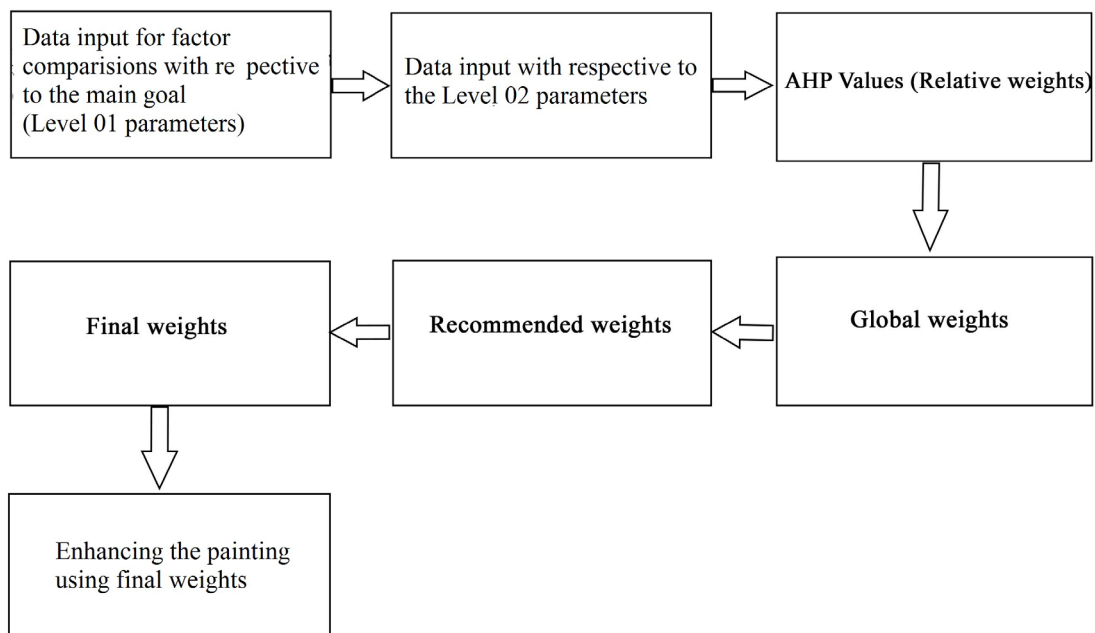 Data input for factor
comparisions with re pective
to the main goal
(Level 01 parameters)
Data input with respective to
the Level 02 parameters
AHP Values (Relative weights)
Final weights
Recommended weights
Global weights
Enhancing the painting
using final weights